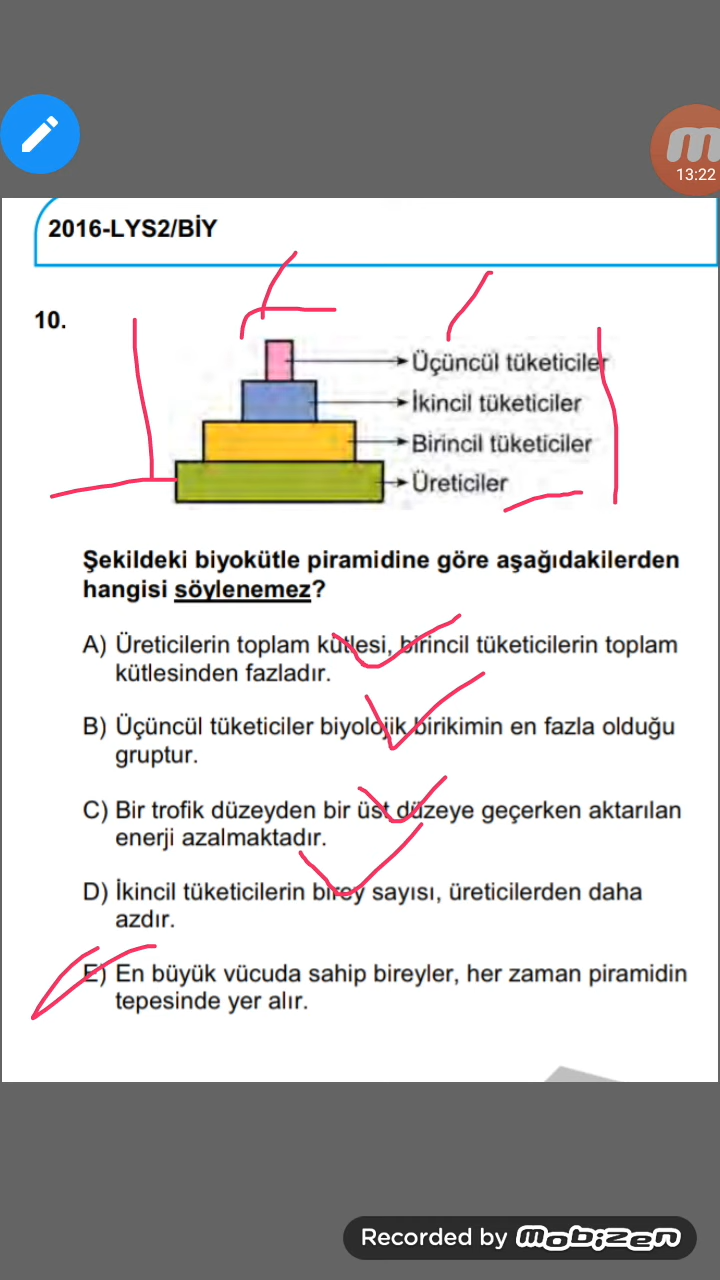 13:22
2016-LYS2/BİY
10.
Üçüncül tüketiciler
İkincil tüketiciler
Birincil tüketiciler
Üreticiler
Şekildeki biyokütle piramidine göre aşağıdakilerden
hangisi söylenemez?
A) Üreticilerin toplam kütlesi, birincil tüketicilerin toplam
kütlesinden fazladır.
B) Üçüncül tüketiciler biyolojik birikimin en fazla olduğu
gruptur.
C) Bir trofik düzeyden bir üst düzeye geçerken aktarılan
enerji azalmaktadır.
D) İkincil tüketicilerin birey sayısı, üreticilerden daha
azdır.
E) En büyük vücuda sahip bireyler, her zaman piramidin
tepesinde yer alır.
Recorded by mobizen